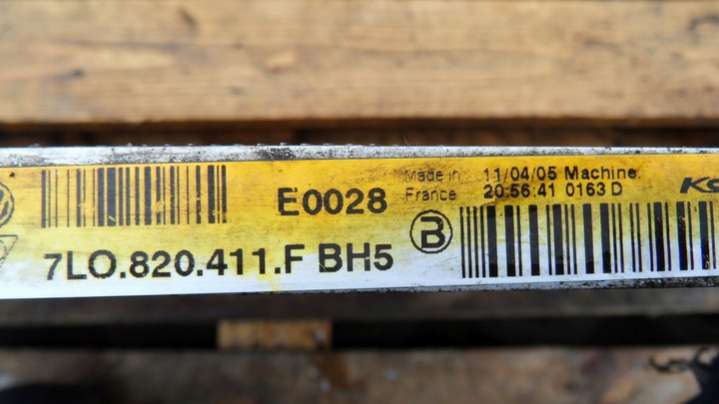 E0028
Made in
France
11/04/05 Machine
20:56:41 0163 D
7LO.820.411.F BH5
B